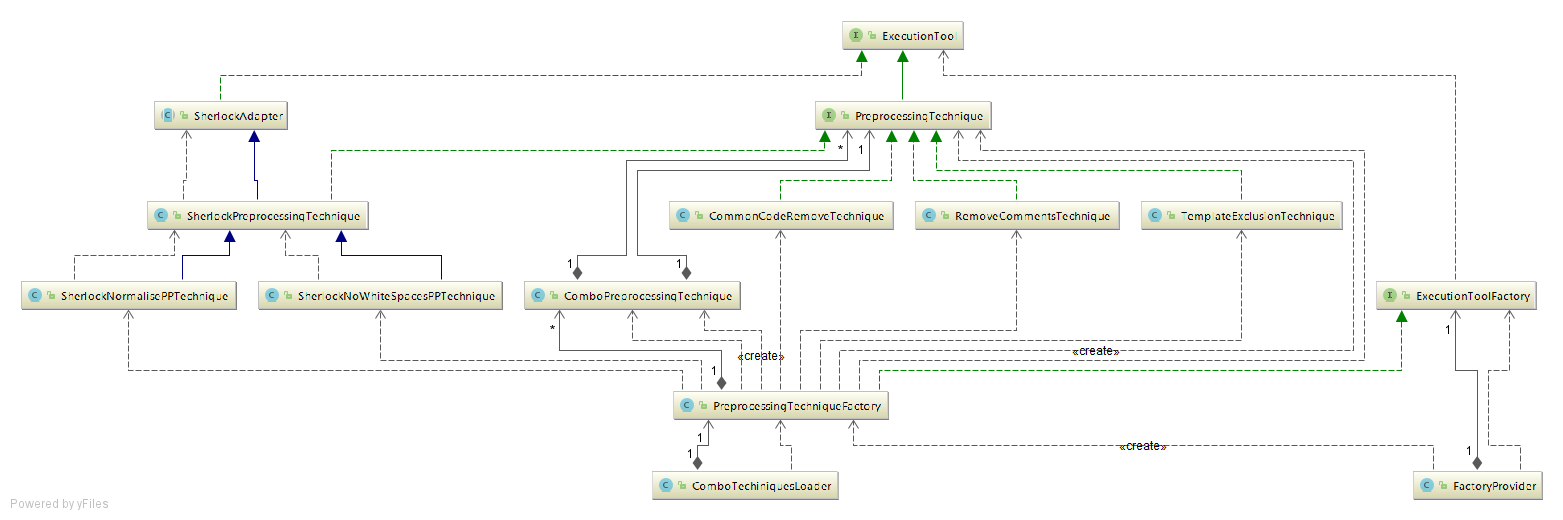 ExecutionTool
SherlockAdapter
PreprocessingTechnique
* 1
SherlockPreprocessingTechnique
CommonCodeRemoveTechnique
RemoveCommentsTechnique
TemplateExclusionTechnique
1 1
SherlockNormalisePPTechnique
SherlockNoWhiteSpacesPPTechnique
ComboPreprocessingTechnique
ExecutionToolFactory
* 1
«create» «create»
1
PreprocessingTechniqueFactory
1
«create»
1 1
ComboTechiniquesLoader
FactoryProvider
Powered by yFiles